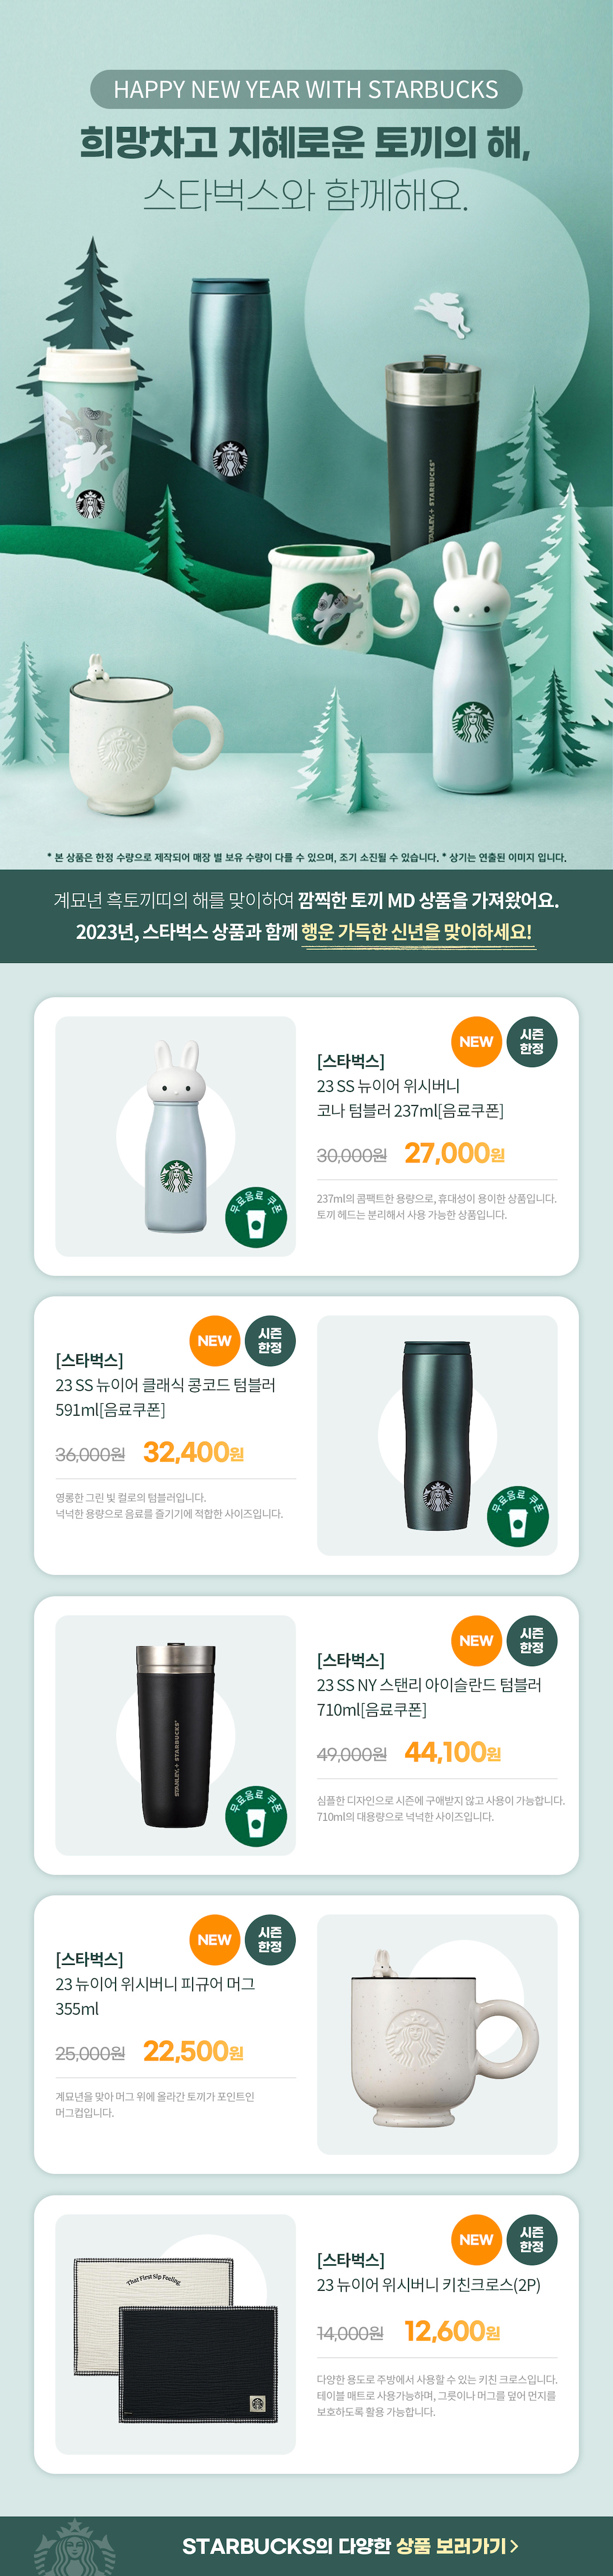 HAPPY NEW YEAR WITH STARBUCKS
희망차고 지혜로운 토끼의 해,
스타벅스와 함께해요.
STANLEY + STARBUCKS
* 본 상품은 한정 수량으로 제작되어 매장 별 보유 수량이 다를 수 있으며, 조기 소진될 수 있습니다. * 상기는 연출된 이미지 입니다.
계묘년 흑토끼띠의 해를 맞이하여 깜찍한 토끼 MD 상품을 가져왔어요.
2023년, 스타벅스 상품과 함께 행운 가득한 신년을 맞이하세요!
NEW
시즌
한정
[스타벅스]
23 SS 뉴이어 위시버니
코나 텀블러 237ml[음료쿠폰]
30,000원 27,000원
237ml의 콤팩트한 용량으로, 휴대성이 용이한 상품입니다.
토끼 헤드는 분리해서 사용 가능한 상품입니다.
무료음료 쿠폰
NEW
시즌
한정
[스타벅스]
23 SS 뉴이어 클래식 콩코드 텀블러
591ml[음료쿠폰]
36,000원 32,400원
영롱한 그린 빛 컬로의 텀블러입니다.
넉넉한 용량으로 음료를 즐기기에 적합한 사이즈입니다.
무료음료 쿠폰
NEW
시즌
한정
[스타벅스]
23 SS NY 스탠리 아이슬란드 텀블러
710ml[음료쿠폰]
49,000원 44,100원
심플한 디자인으로 시즌에 구애받지 않고 사용이 가능합니다.
710ml의 대용량으로 넉넉한 사이즈입니다.
STANLEY + STARBUCKS
무료음료 쿠폰
NEW
시즌
한정
[스타벅스]
23 뉴이어 위시버니 피규어 머그
355ml
25,000원 22,500원
계묘년을 맞아 머그 위에 올라간 토끼가 포인트인
머그컵입니다.
That First Sip Feeling
NEW
시즌
한정
[스타벅스]
23 뉴이어 위시버니 키친크로스(2P)
14,000원 12,600원
다양한 용도로 주방에서 사용할 수 있는 키친 크로스입니다.
테이블 매트로 사용가능하며, 그릇이나 머그를 덮어 먼지를
보호하도록 활용 가능합니다.
STARBUCKS의 다양한 상품 보러가기 >